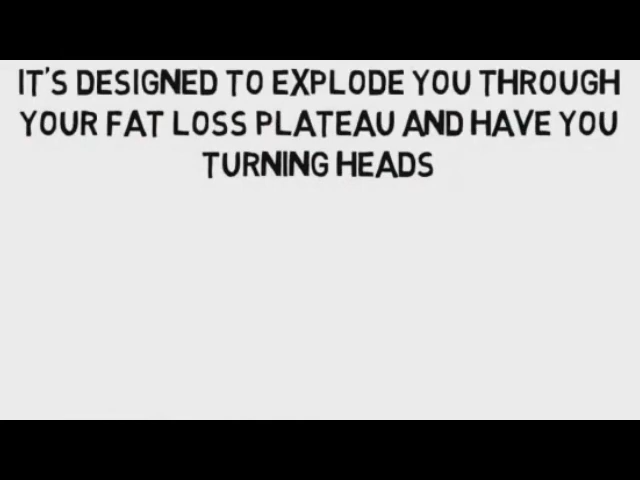 IT'S DESIGNED TO EXPLODE YOU THROUGH
YOUR FAT LOSS PLATEAU AND HAVE YOU
TURNING HEADS